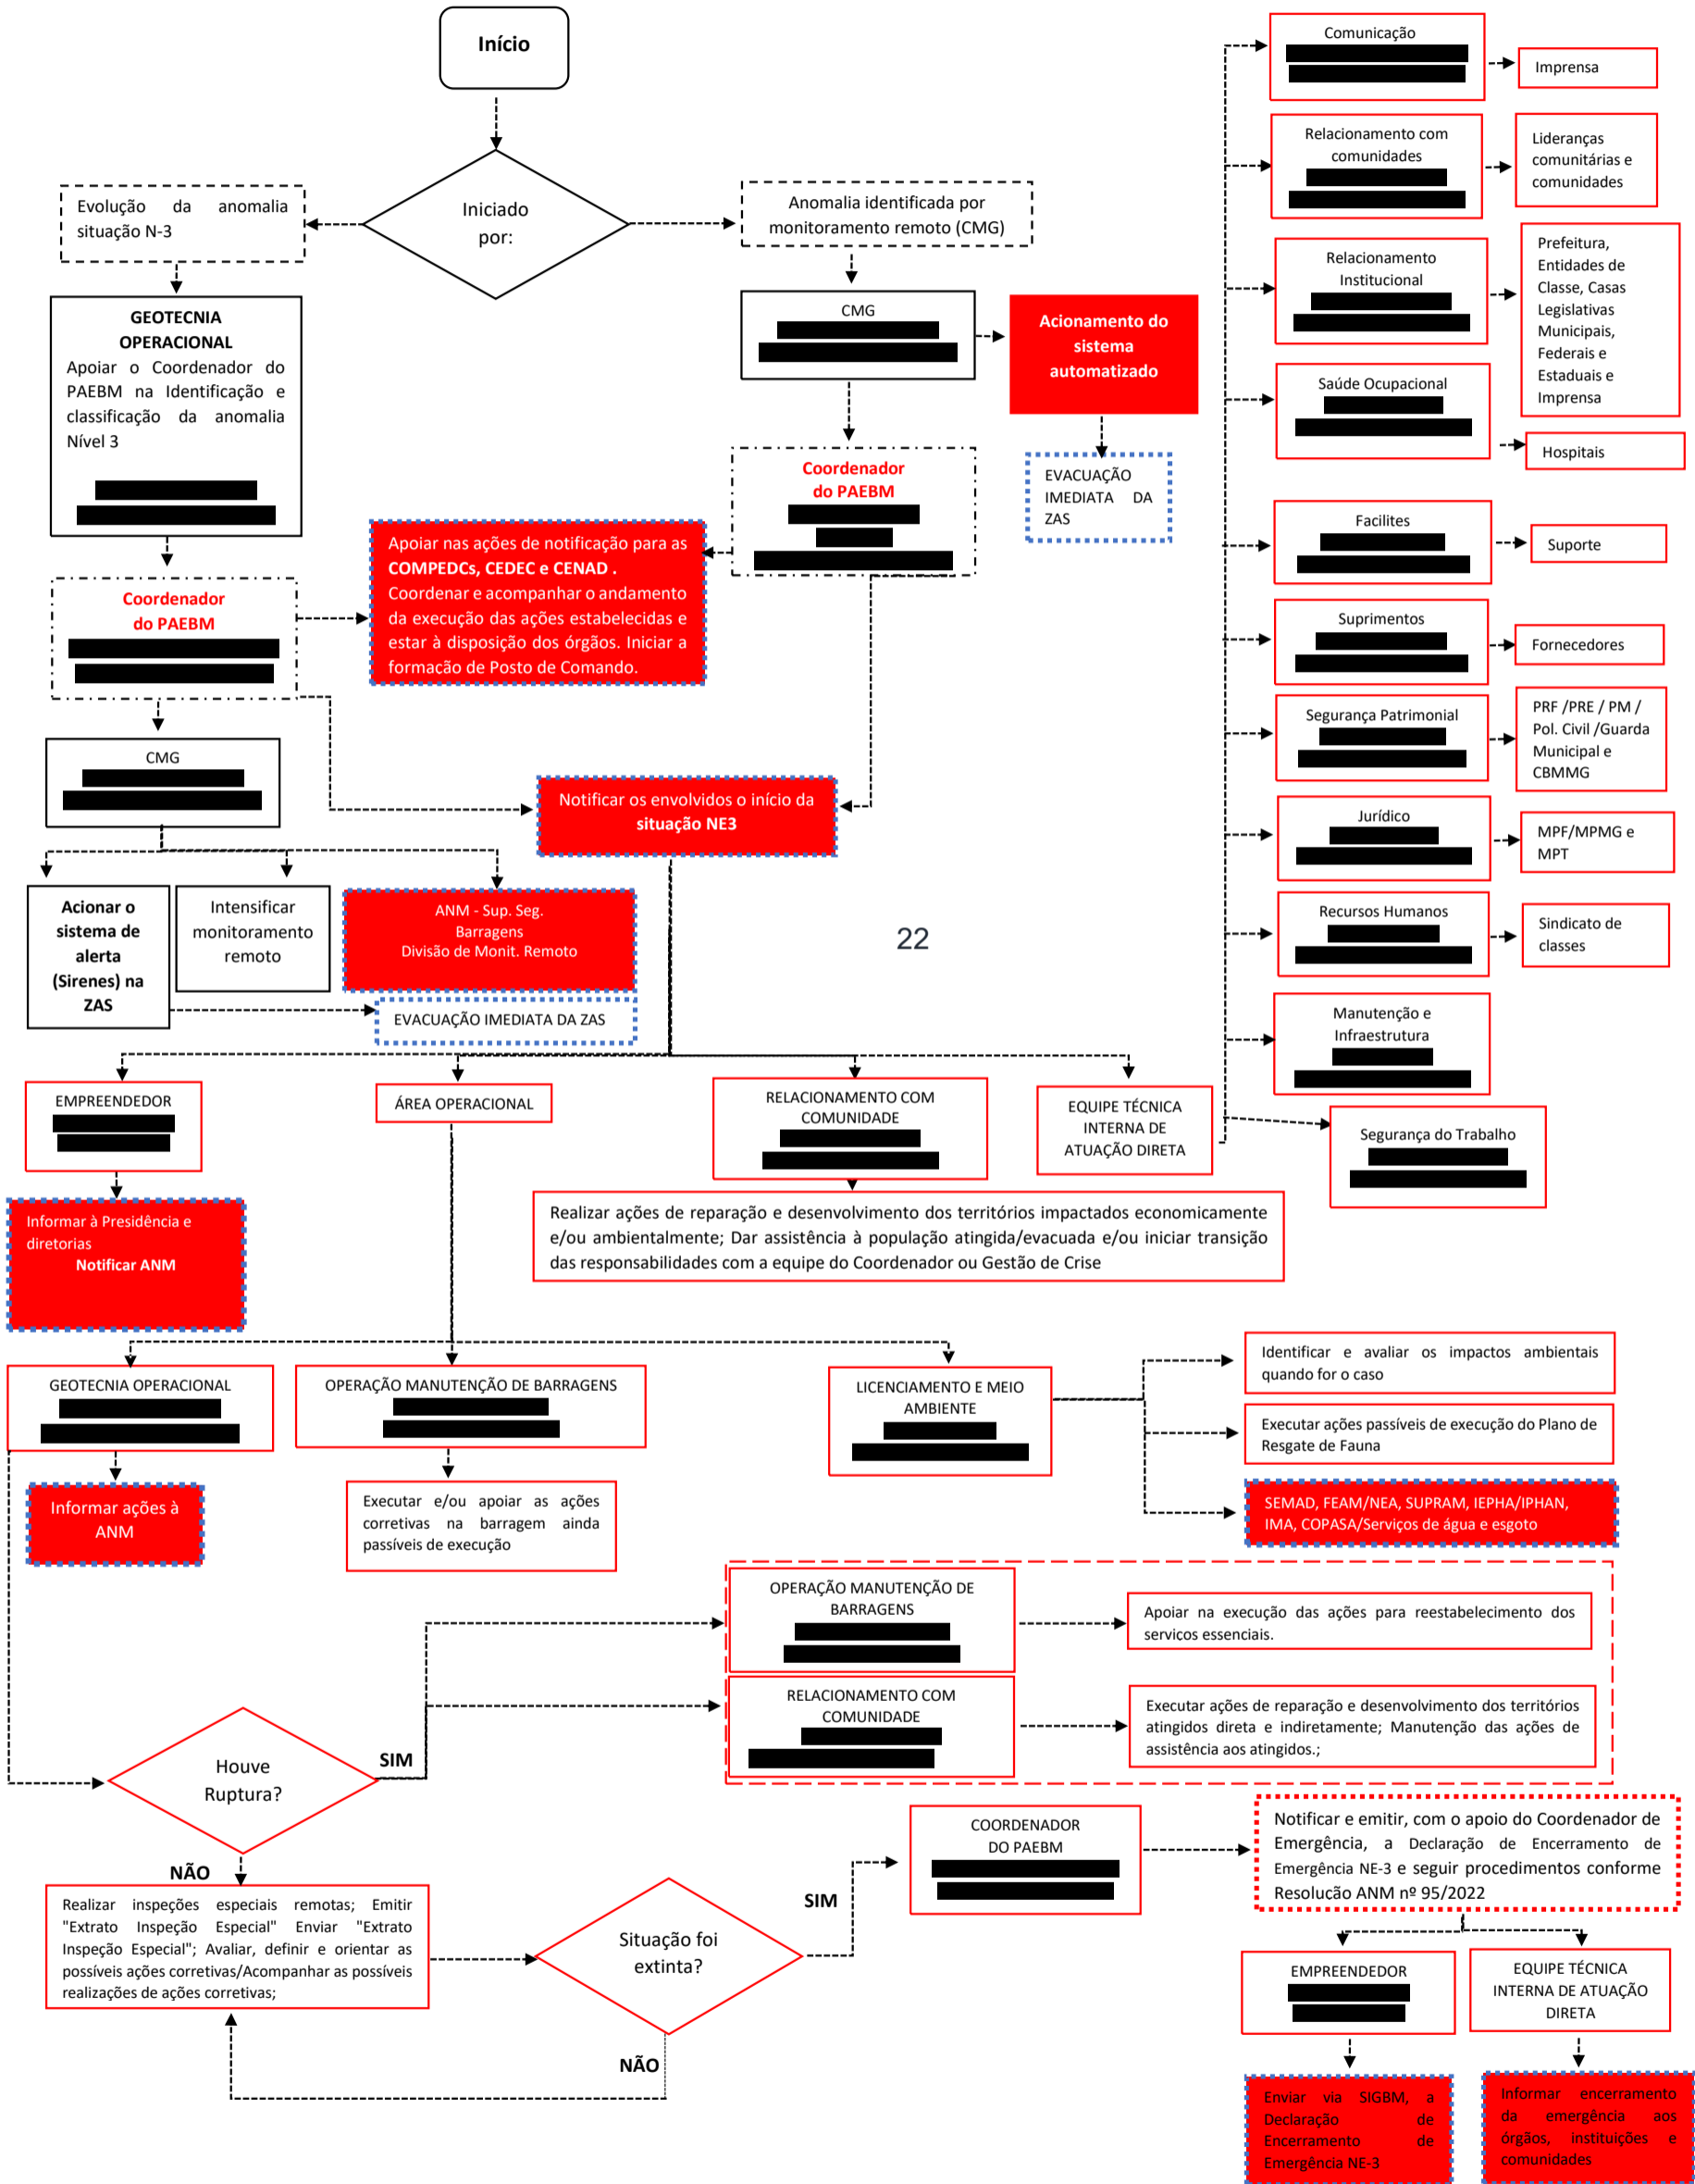 Início
Iniciado
por:
Evolução da anomalia
situação N-3
Anomalia identificada por
monitoramento remoto (CMG)
GEOTECNIA
OPERACIONAL
Apoiar o Coordenador do
PAEBM na Identificação e
classificação da anomalia
Nível 3
CMG
Acionamento do
sistema
automatizado
EVACUAÇÃO
IMEDIATA DA
ZAS
Coordenador
do PAEBM
Coordenador
do PAEBM
Apoiar nas ações de notificação para as
COMPEDCs, CEDEC e CENAD .
Coordenar e acompanhar o andamento
da execução das ações estabelecidas e
estar à disposição dos órgãos. Iniciar a
formacão de Posto de Comando.
CMG
Notificar os envolvidos o início da
situação NE3
Acionar o
sistema de
alerta
(Sirenes) na
ZAS
Intensificar
monitoramento
remoto
ANM - Sup. Seg.
Barragens
Divisão de Monit. Remoto
EVACUAÇÃO IMEDIATA DA ZAS
22
Comunicação
Imprensa
Relacionamento com
comunidades
Lideranças
comunitárias e
comunidades
Relacionamento
Institucional
Prefeitura,
Entidades de
Classe, Casas
Legislativas
Municipais,
Federais e
Estaduais e
Imprensa
Saúde Ocupacional
Hospitais
Facilites
Suporte
Suprimentos
Fornecedores
Segurança Patrimonial
PRF /PRE / PM /
Pol. Civil /Guarda
Municipal e
CBMMG
Jurídico
MPF/MPMG e
MPT
Recursos Humanos
Sindicato de
classes
Manutenção e
Infraestrutura
Segurança do Trabalho
EMPREENDEDOR
ÁREA OPERACIONAL
RELACIONAMENTO COM
COMUNIDADE
EQUIPE TÉCNICA
INTERNA DE
ATUAÇÃO DIRETA
Informar à Presidência e
diretorias
Notificar ANM
Realizar ações de reparação e desenvolvimento dos territórios impactados economicamente
e/ou ambientalmente; Dar assistência à população atingida/evacuada e/ou iniciar transição
das responsabilidades com a equipe do Coordenador ou Gestão de Crise
GEOTECNIA OPERACIONAL
OPERAÇÃO MANUTENÇÃO DE BARRAGENS
LICENCIAMENTO E MEIO
AMBIENTE
Identificar e avaliar os impactos ambientais
quando for o caso
Executar ações passíveis de execução do Plano de
Resgate de Fauna
SEMAD, FEAM/NEA, SUPRAM, IEPHA/IPHAN,
IMA, COPASA/Serviços de água e esgoto
Informar ações à
ANM
Executar e/ou apoiar as ações
corretivas na barragem ainda
passíveis de execução
OPERAÇÃO MANUTENÇÃO DE
BARRAGENS
Apoiar na execução das ações para reestabelecimento dos
serviços essenciais.
RELACIONAMENTO COM
COMUNIDADE
Executar ações de reparação e desenvolvimento dos territórios
atingidos direta e indiretamente; Manutenção das ações de
assistência aos atingidos.;
Houve
Ruptura?
SIM
NÃO
Realizar inspeções especiais remotas; Emitir
"Extrato Inspeção Especial" Enviar "Extrato
Inspeção Especial"; Avaliar, definir e orientar as
possíveis ações corretivas/Acompanhar as possíveis
realizações de ações corretivas;
Situação foi
extinta?
SIM
NÃO
COORDENADOR
DO PAEBM
Notificar e emitir, com o apoio do Coordenador de
Emergência, a Declaração de Encerramento de
Emergência NE-3 e seguir procedimentos conforme
Resolucão ANM nº 95/2022
EMPREENDEDOR
EQUIPE TÉCNICA
INTERNA DE ATUAÇÃO
DIRETA
Enviar via SIGBM, a
Declaração de
Encerramento de
Emergência NE-3
Informar encerramento
da emergência aos
órgãos, instituições e
comunidades